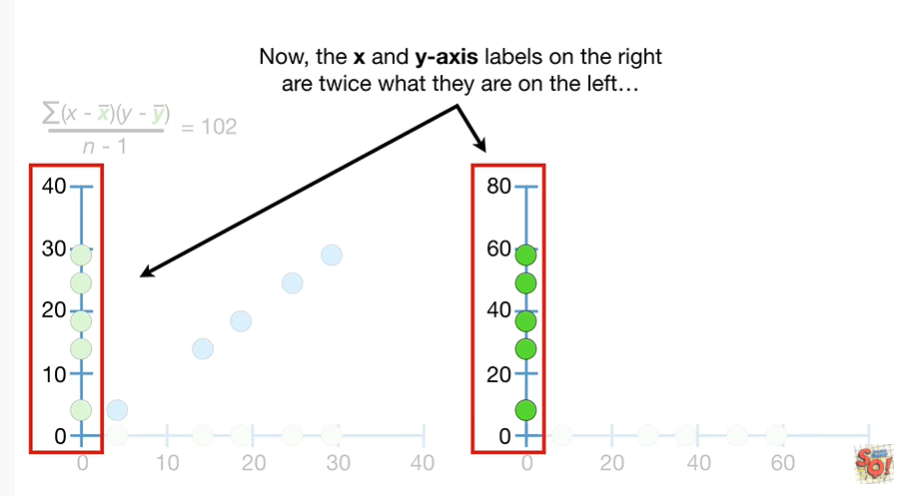 Now, the x and y-axis labels on the right
are twice what they are on the left…
∑(x - x̅)(y - y̅)
n - 1
= 102
40
30
20
10
0
0 10 20 30 40
80
60
40
20
0
0 20 40 60
SQ!